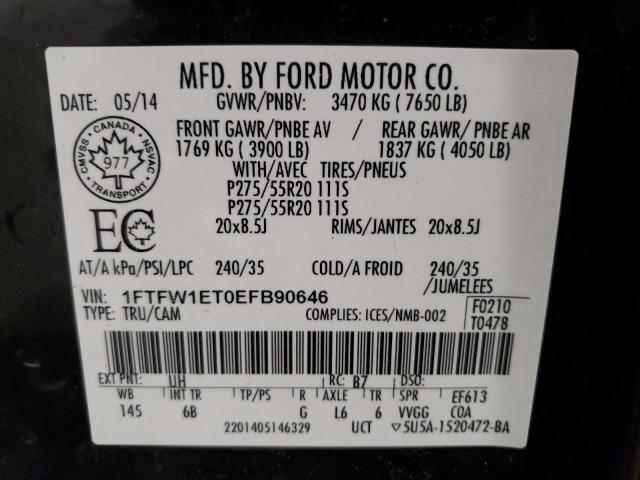 MFD. BY FORD MOTOR CO.
DATE: 05/14 GVWR/PNBV: 3470 KG ( 7650 LB)
FRONT GAWR/PNBE AV / REAR GAWR/ PNBE AR
1769 KG ( 3900 LB) 1837 KG ( 4050 LB)
WITH/AVEC TIRES/PNEUS
P275/55R20 111S
P275/55R20 111S
20x8.5J RIMS/JANTES 20x8.5J
CANADA
CMVSS NSVAC
977
TRANSPORT
EC
AT/A kPa/PSI/LPC 240/35 COLD/A FROID 240/35
/JUMELEES
VIN: 1FTFW1ET0EFB90646
TYPE: TRU/CAM COMPLIES: ICES/NMB-002
F0210
T0478
EXT PNT: UH RC: B7 DSO:
WB INT TR TP/PS R AXLE TR SPR EF613
145 6B G L6 6 VVGG COA
2201405146329 UCT 5U5A-1520472-BA